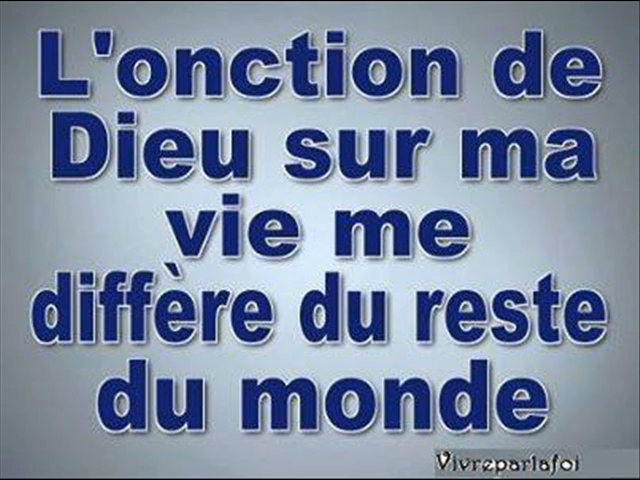 L'onction de
Dieu sur ma
vie me
diffère du reste
du monde
Vivreparlafoi